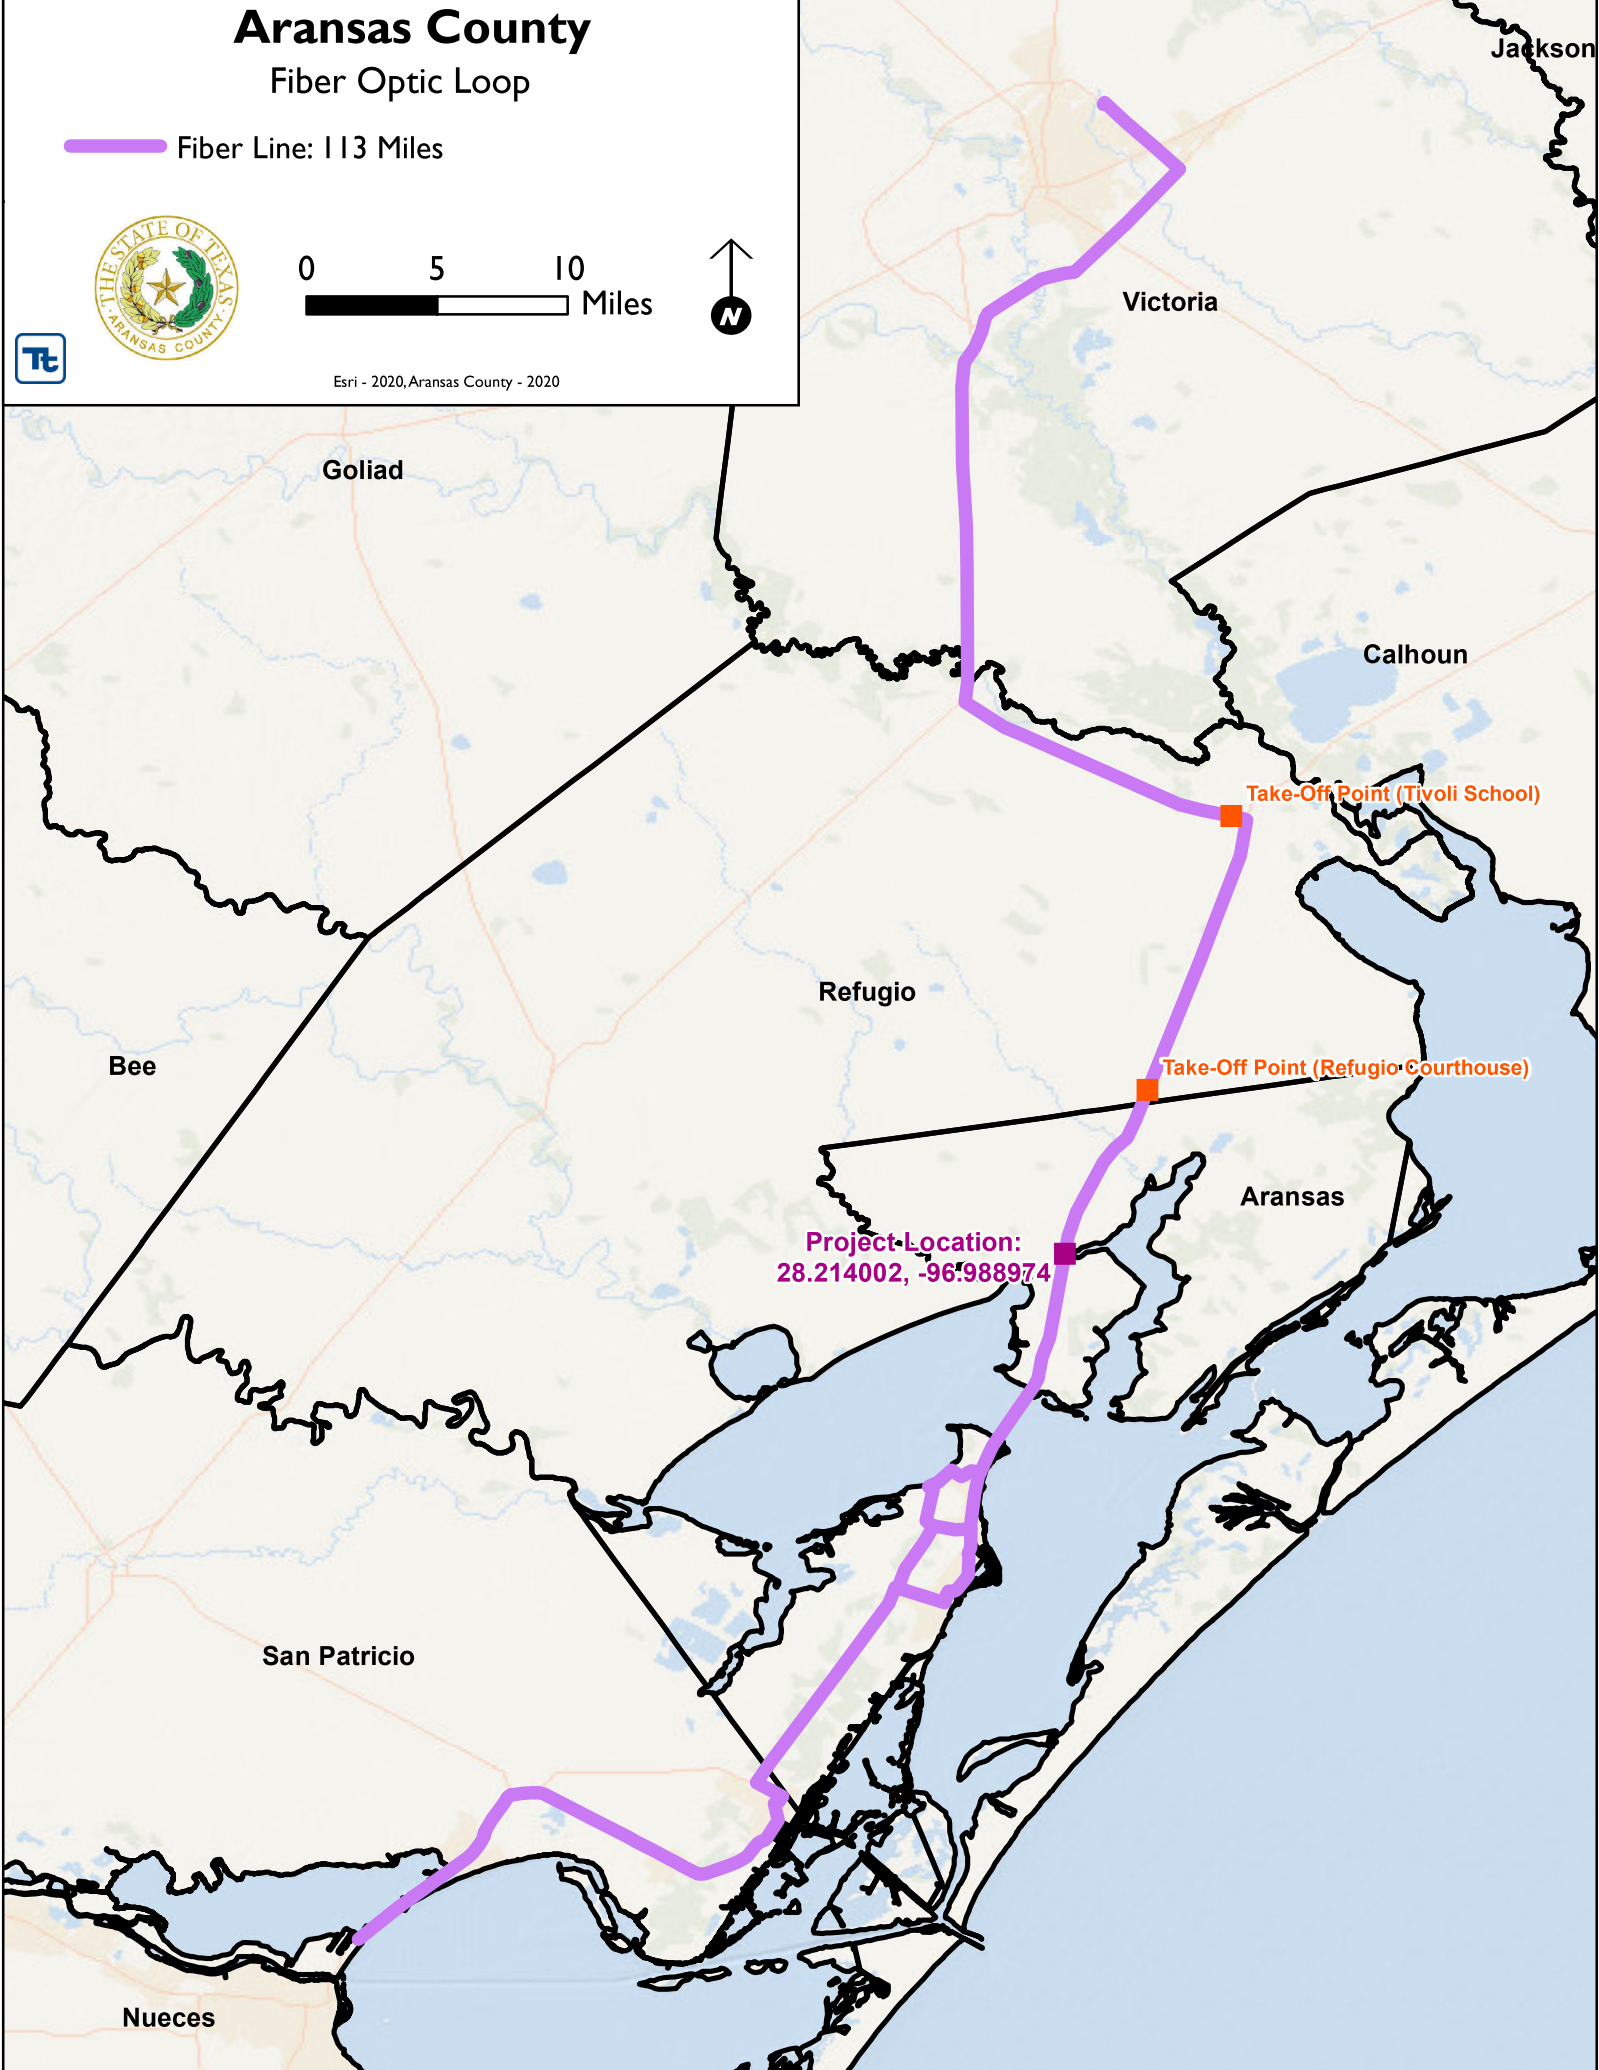 Aransas County
Fiber Optic Loop
Fiber Line: 113 Miles
THE STATE OF TEXAS
ARANSAS COUNTY
0 5 10
Miles
N
Tt
Esri - 2020, Aransas County - 2020
Jackson
Victoria
Goliad
Calhoun
Take-Off Point (Tivoli School)
Refugio
Bee
Take-Off Point (Refugio Courthouse)
Aransas
Project Location:
28.214002, -96.988974
San Patricio
Nueces